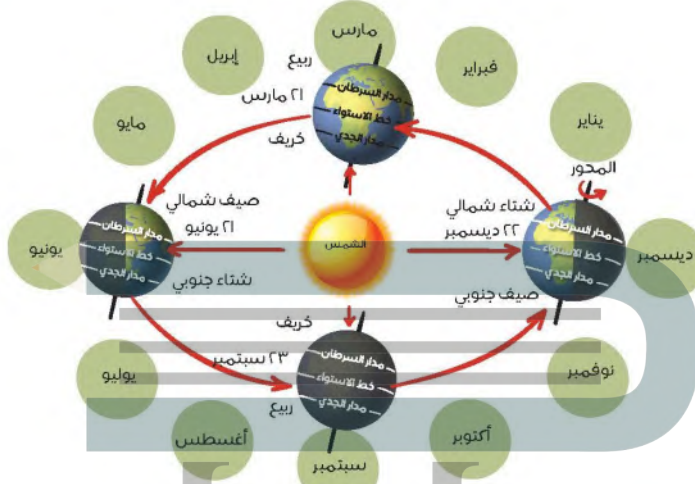 مارس
إبريل
فبراير
ربيع
مدار السرطان
خط الاستواء
مدار الجدي
٢١ مارس
خريف
مايو
يناير
المحور
صيف شمالي
٢١ يونيو
شتاء جنوبي
يونيو
مدار السرطان
خط الاستواء
مدار الجدي
الشمس
شتاء شمالي
٢٢ ديسمبر
صيف جنوبي
مدار السرطان
خط الاستواء
مدار الجدي
ديسمبر
خريف
٢٣ سبتمبر
ربيع
مدار السرطان
خط الاستواء
مدار الجدي
يوليو
نوفمبر
أغسطس
سبتمبر
أكتوبر